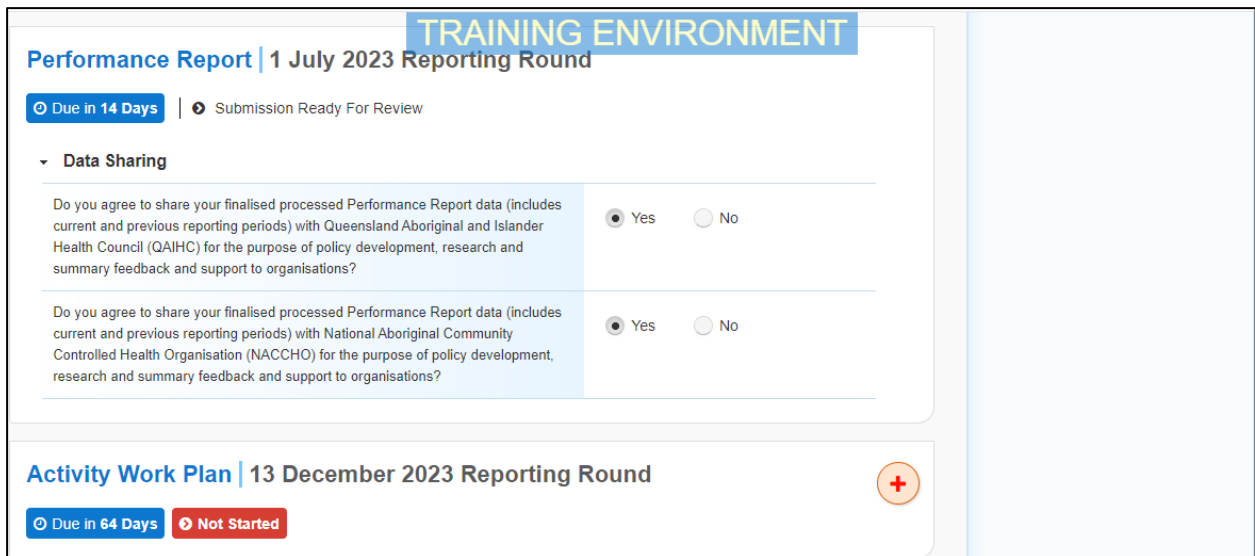 TRAINING ENVIRONMENT
Performance Report | 1 July 2023 Reporting Round
Due in 14 Days | Submission Ready For Review
Data Sharing
Do you agree to share your finalised processed Performance Report data (includes
current and previous reporting periods) with Queensland Aboriginal and Islander
Health Council (QAIHC) for the purpose of policy development, research and
summary feedback and support to organisations?
Yes No
Do you agree to share your finalised processed Performance Report data (includes
current and previous reporting periods) with National Aboriginal Community
Controlled Health Organisation (NACCHO) for the purpose of policy development,
research and summary feedback and support to organisations?
Yes No
Activity Work Plan | 13 December 2023 Reporting Round
Due in 64 Days Not Started